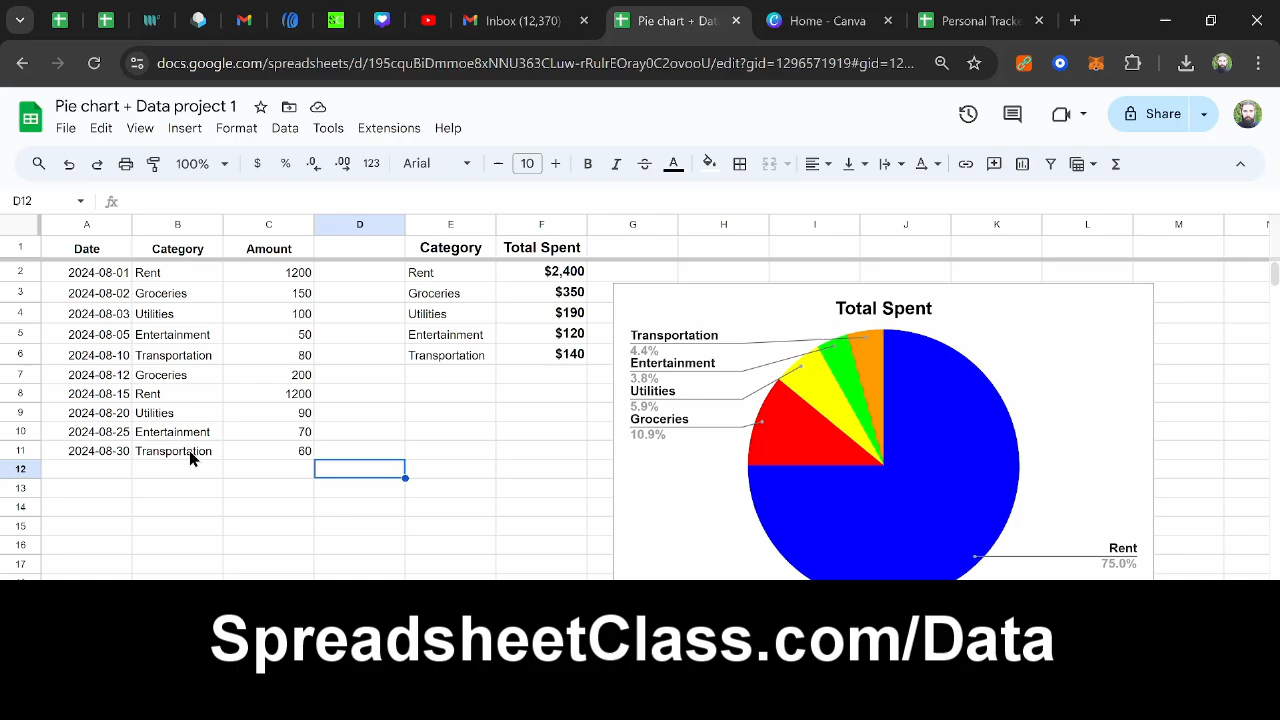 Inbox (12,370)
Pie chart + Dat
Home - Canva
Personal Tracke
docs.google.com/spreadsheets/d/195cquBiDmmoe8xNNU363CLuw-rRulrEOray0C2ovooU/edit?gid=1296571919#gid=12...
Pie chart + Data project 1
Share
File Edit View Insert Format Data Tools Extensions Help
100% $ % .0 .00 123 Arial 10 B I A Σ
D12 fx
A B C D E F G H I J K L M
1 Date Category Amount Category Total Spent
2 2024-08-01 Rent 1200 Rent $2,400
3 2024-08-02 Groceries 150 Groceries $350
4 2024-08-03 Utilities 100 Utilities $190
5 2024-08-05 Entertainment 50 Entertainment $120
6 2024-08-10 Transportation 80 Transportation $140
7 2024-08-12 Groceries 200
8 2024-08-15 Rent 1200
9 2024-08-20 Utilities 90
10 2024-08-25 Entertainment 70
11 2024-08-30 Transportation 60
12
13
14
15
16
17
Total Spent
Transportation
4.4%
Entertainment
3.8%
Utilities
5.9%
Groceries
10.9%
Rent
75.0%
SpreadsheetClass.com/Data